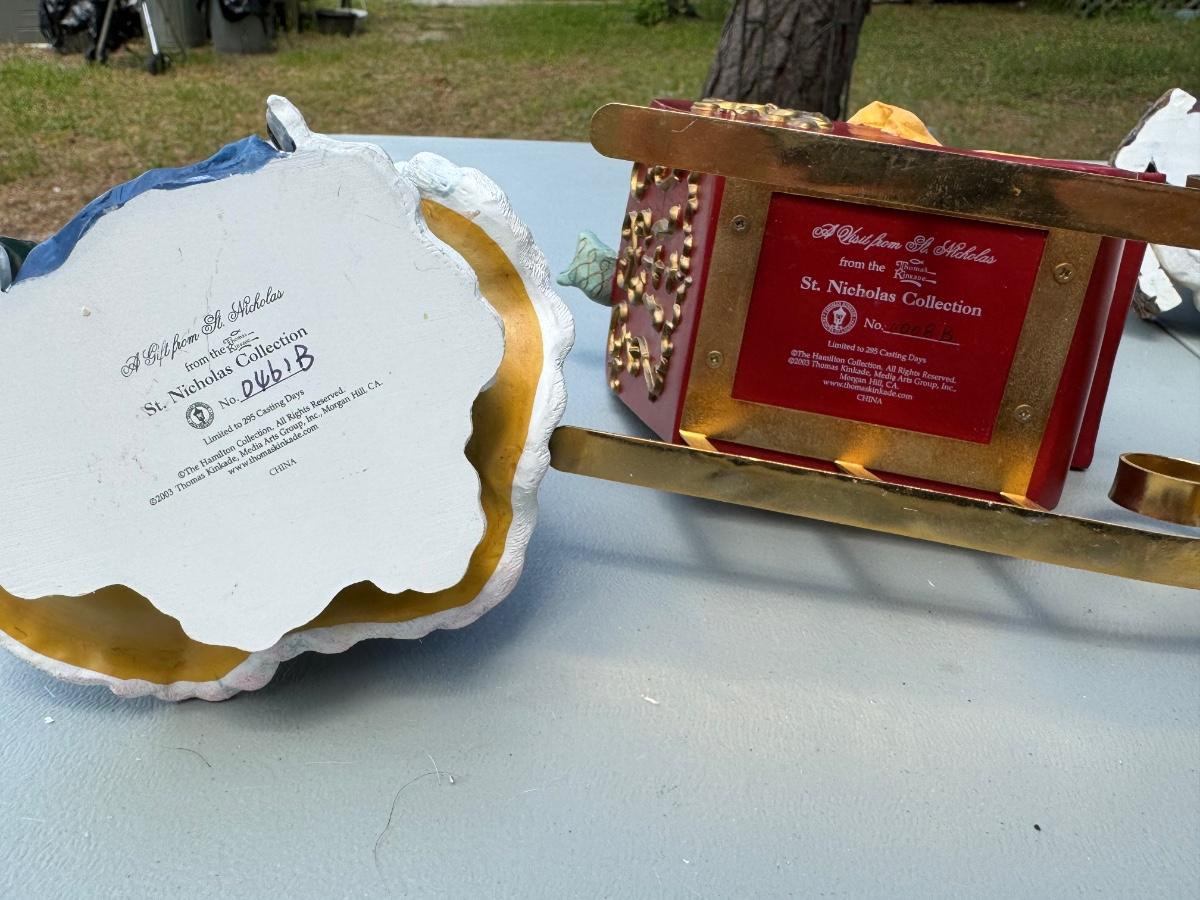 A Gift from St. Nicholas
from the Thomas Kinkade
St. Nicholas Collection
No. 0461B
Limited to 295 Casting Days
©The Hamilton Collection. All Rights Reserved.
©2003 Thomas Kinkade, Media Arts Group, Inc., Morgan Hill, CA.
www.thomaskinkade.com
CHINA
A Visit from St. Nicholas
from the Thomas Kinkade
St. Nicholas Collection
No.
Limited to 295 Casting Days
©The Hamilton Collection. All Rights Reserved.
©2003 Thomas Kinkade, Media Arts Group, Inc.,
Morgan Hill, CA.
www.thomaskinkade.com
CHINA